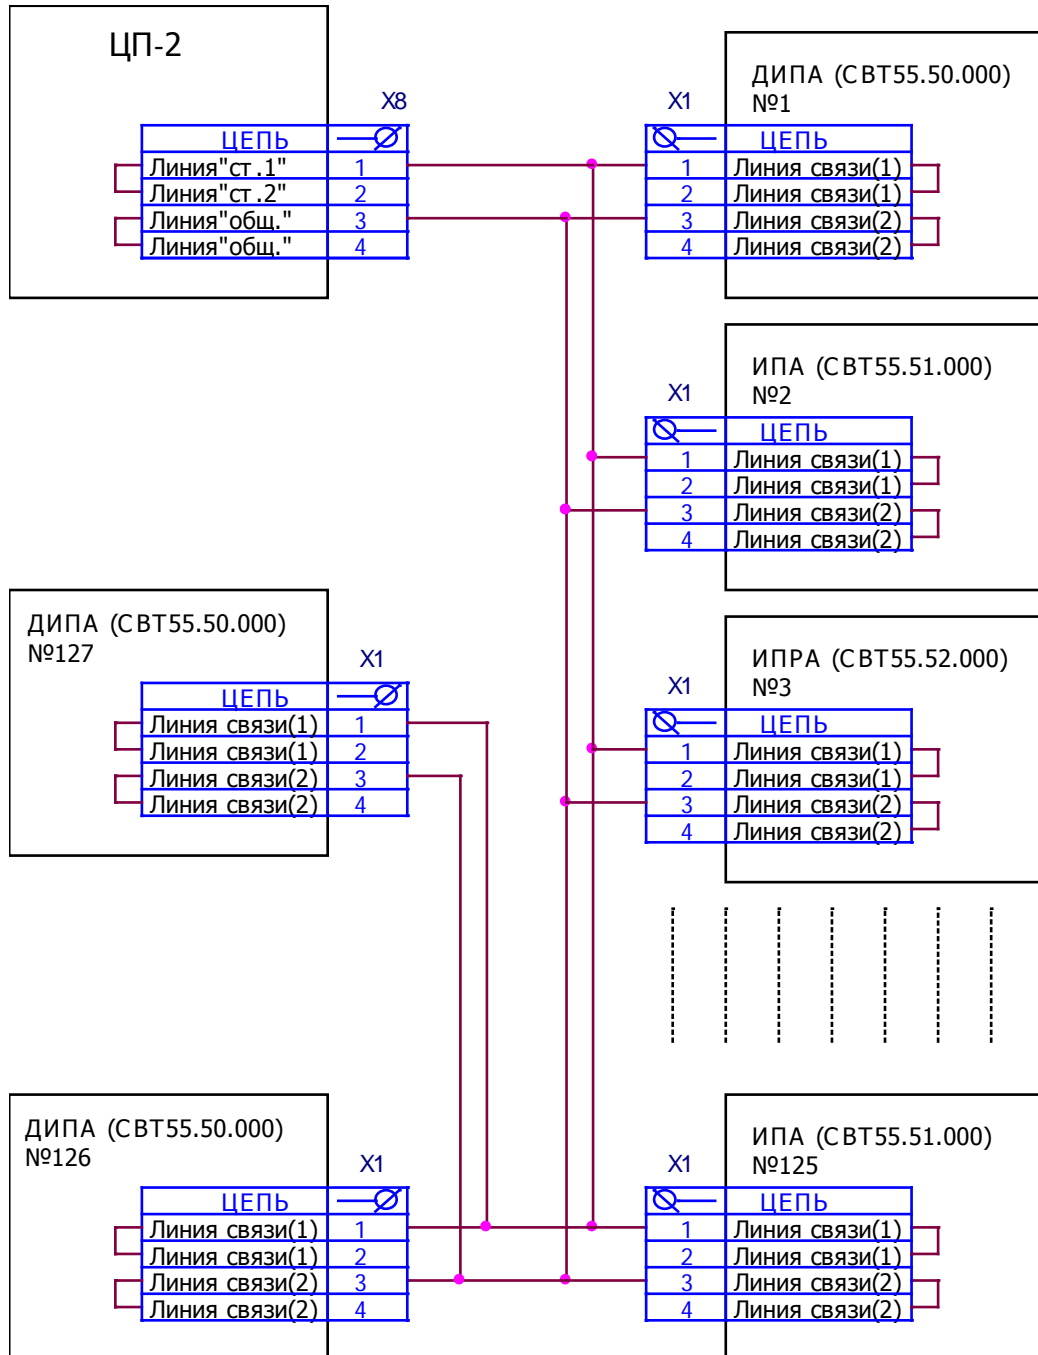 ЦП-2
X8
ЦЕПЬ
Линия"ст.1" 1
Линия"ст.2" 2
Линия"общ." 3
Линия"общ." 4
ДИПА (СВТ55.50.000)
№1
X1
ЦЕПЬ
1 Линия связи(1)
2 Линия связи(1)
3 Линия связи(2)
4 Линия связи(2)
ИПА (СВТ55.51.000)
№2
X1
ЦЕПЬ
1 Линия связи(1)
2 Линия связи(1)
3 Линия связи(2)
4 Линия связи(2)
ДИПА (СВТ55.50.000)
№127
X1
ЦЕПЬ
Линия связи(1) 1
Линия связи(1) 2
Линия связи(2) 3
Линия связи(2) 4
ИПРА (СВТ55.52.000)
№3
X1
ЦЕПЬ
1 Линия связи(1)
2 Линия связи(1)
3 Линия связи(2)
4 Линия связи(2)
ДИПА (СВТ55.50.000)
№126
X1
ЦЕПЬ
Линия связи(1) 1
Линия связи(1) 2
Линия связи(2) 3
Линия связи(2) 4
ИПА (СВТ55.51.000)
№125
X1
ЦЕПЬ
1 Линия связи(1)
2 Линия связи(1)
3 Линия связи(2)
4 Линия связи(2)